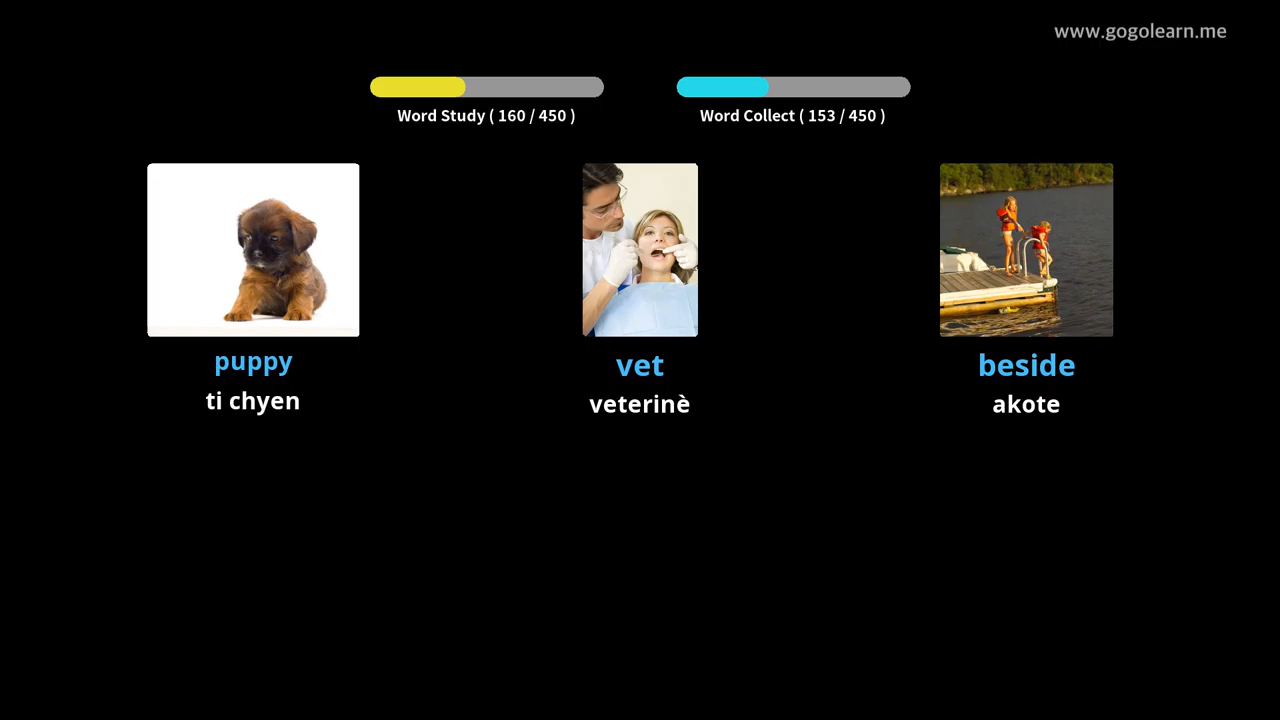 www.gogolearn.me
Word Study ( 160 / 450 )
Word Collect ( 153 / 450 )
puppy
ti chyen
vet
veterinè
beside
akote